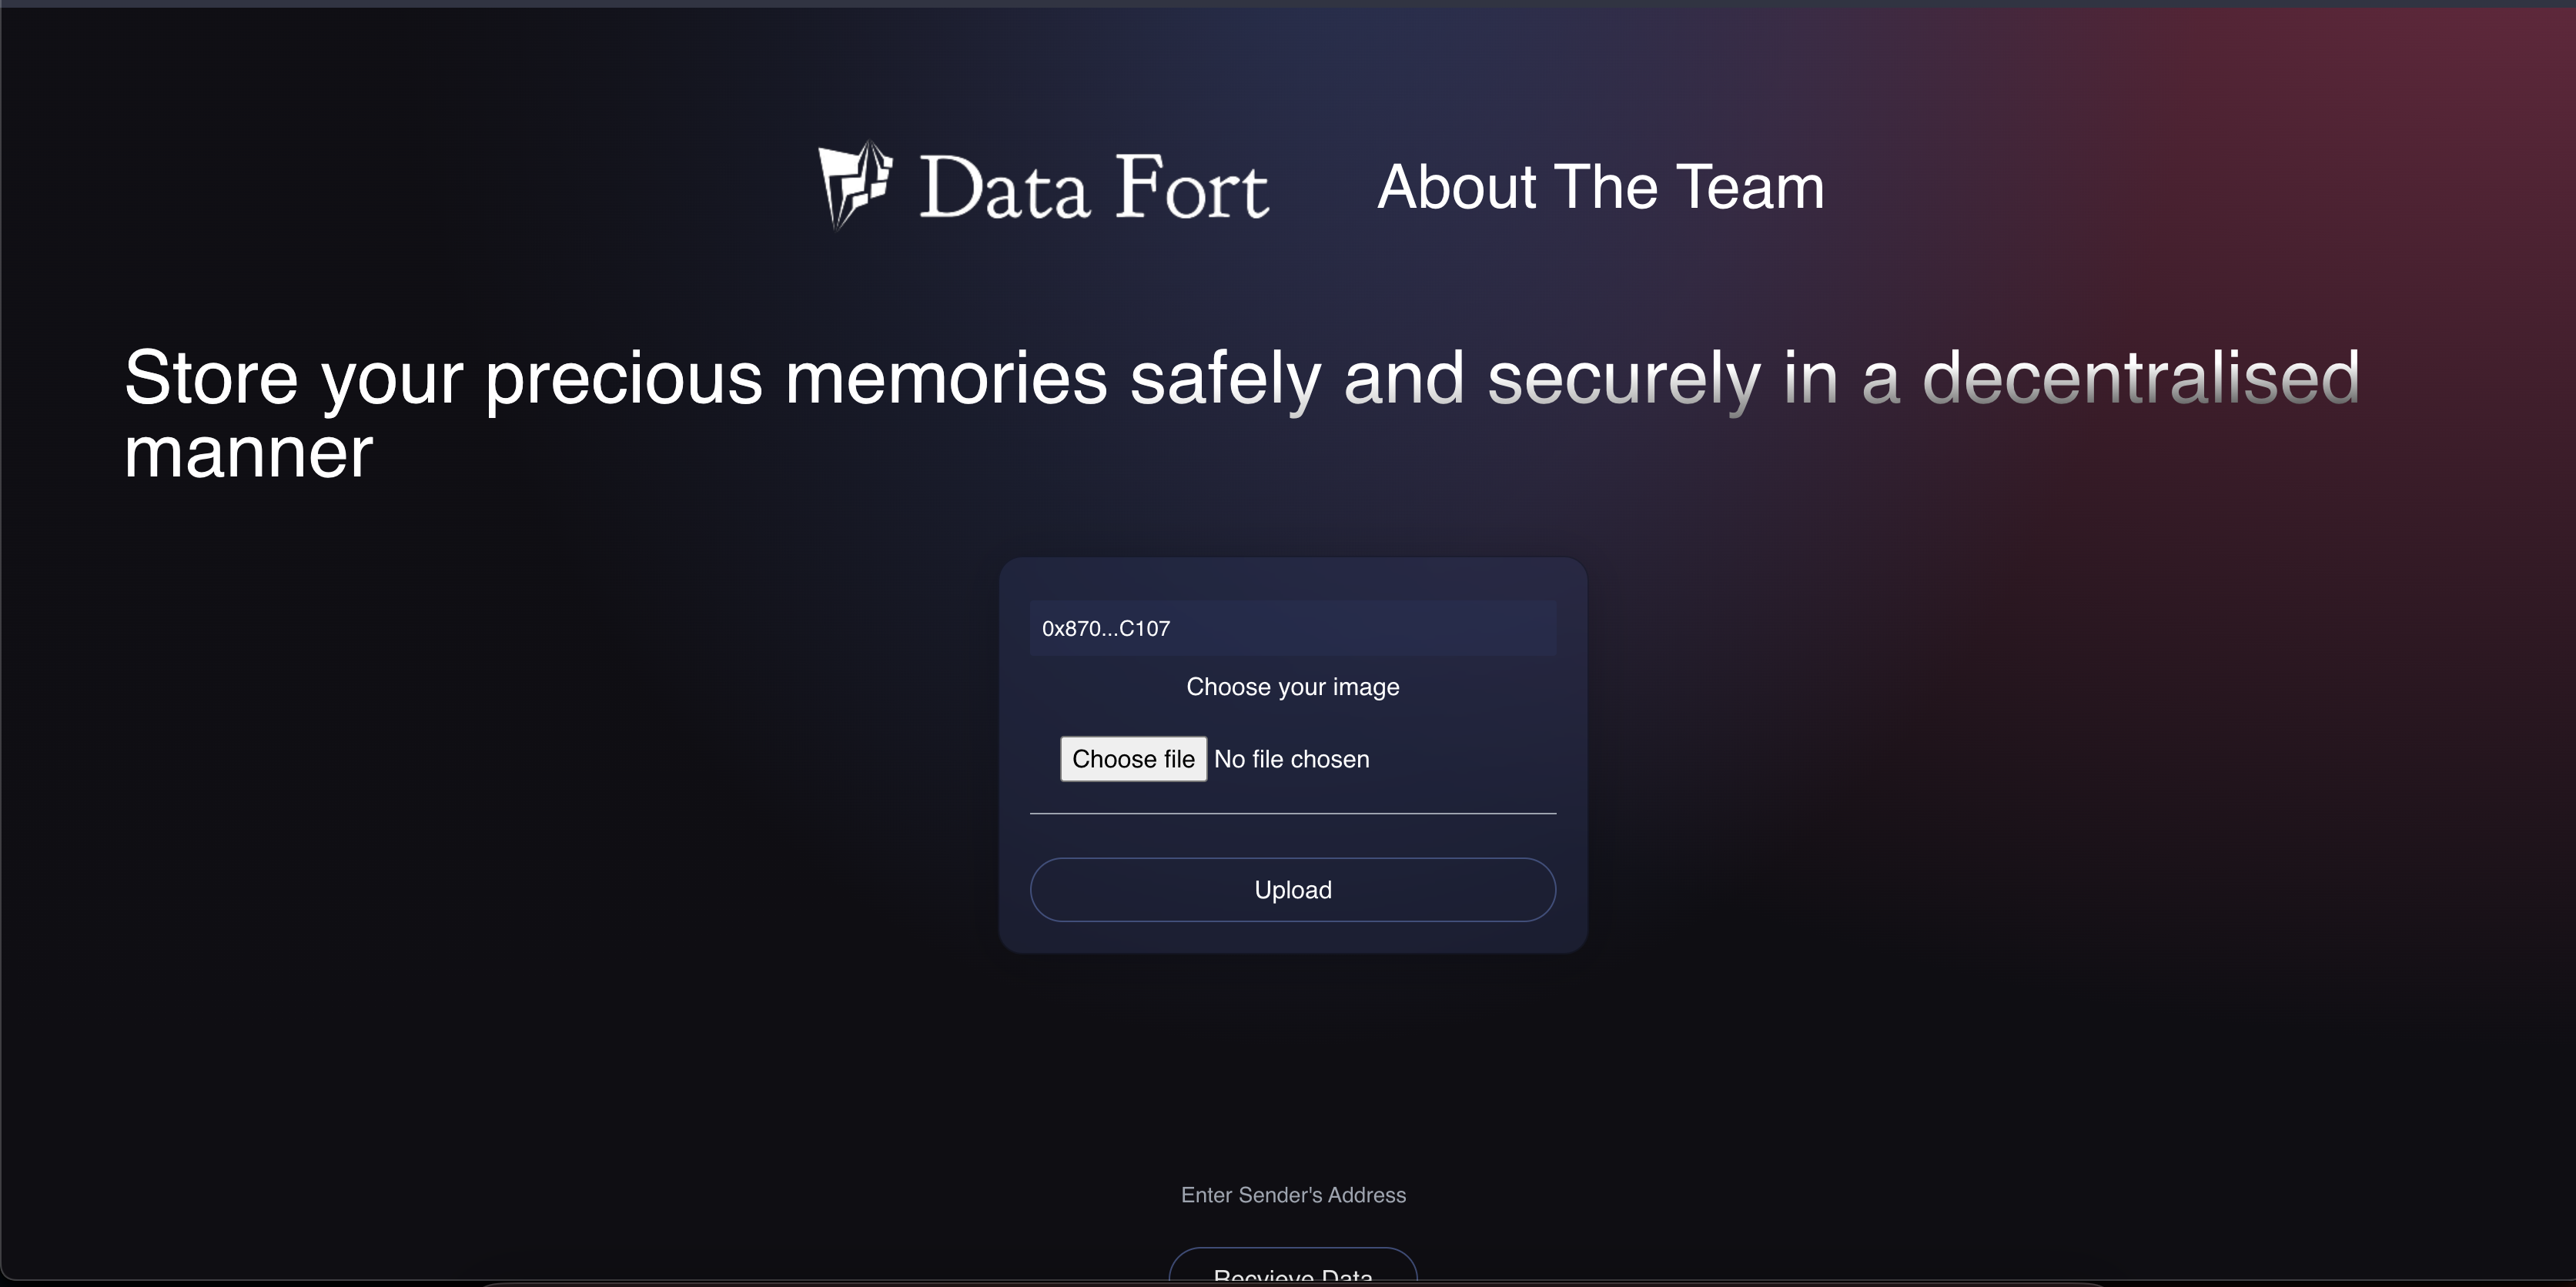 Data Fort
About The Team
Store your precious memories safely and securely in a decentralised
manner
0x870...C107
Choose your image
Choose file No file chosen
Upload
Enter Sender's Address
Recvieve Data